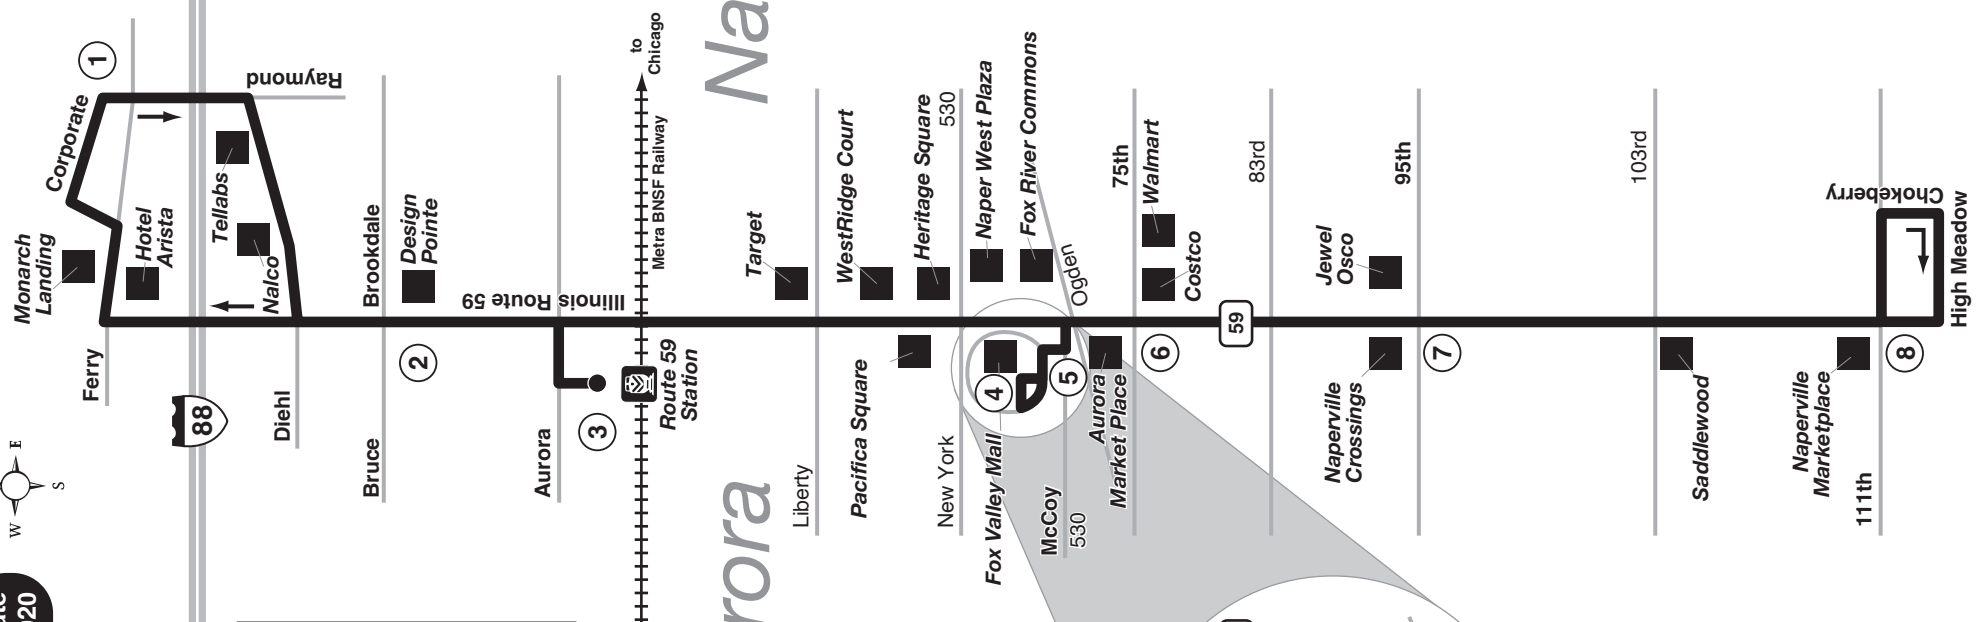 W
E
S
1
Corporate
Raymond
Monarch
Landing
Hotel
Arista
Tellabs
Nalco
Ferry
88
Diehl
Brookdale
Bruce
Design
Pointe
2
Illinois Route 59
Aurora
3
Route 59
Station
Metra BNSF Railway
to
Chicago
Na
rora
Target
Liberty
WestRidge Court
Pacifica Square
Heritage Square
530
New York
Naper West Plaza
Fox Valley Mall
4
Fox River Commons
Ogden
McCoy
530
5
Aurora
Market Place
75th
6
Walmart
Costco
59
83rd
Jewel
Osco
Naperville
Crossings
95th
7
103rd
Saddlewood
Naperville
Marketplace
111th
8
Chokeberry
High Meadow
20